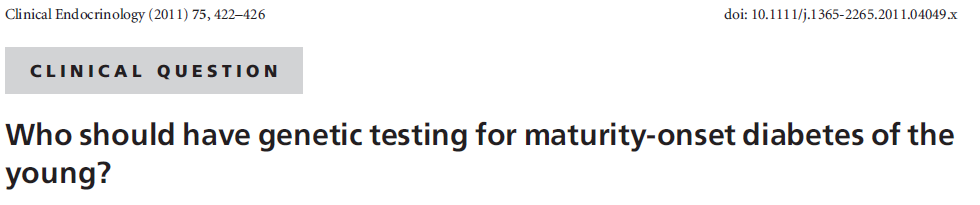 Clinical Endocrinology (2011) 75, 422–426
doi: 10.1111/j.1365-2265.2011.04049.x
CLINICAL QUESTION
Who should have genetic testing for maturity-onset diabetes of the
young?